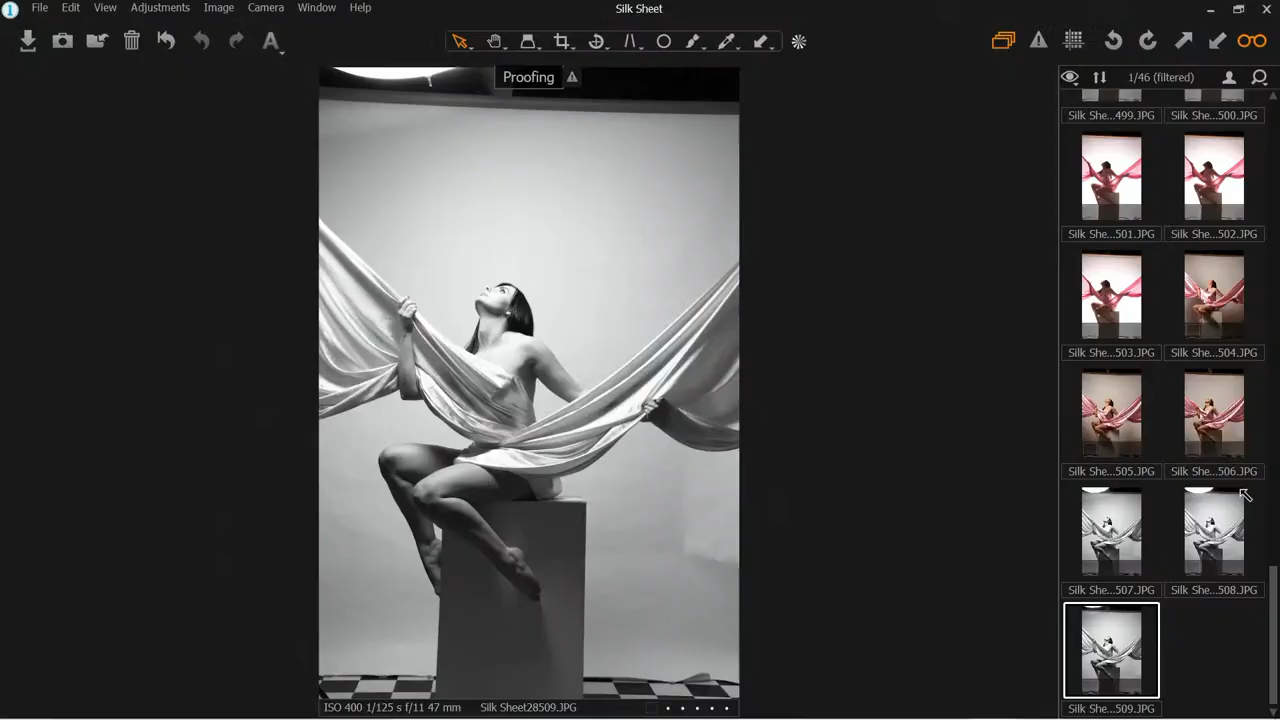 File Edit View Adjustments Image Camera Window Help
Silk Sheet
A
Proofing
1/46 (filtered)
Silk She...499.JPG Silk She...500.JPG
Silk She...501.JPG Silk She...502.JPG
Silk She...503.JPG Silk She...504.JPG
Silk She...505.JPG Silk She...506.JPG
Silk She...507.JPG Silk She...508.JPG
Silk She...509.JPG
ISO 400 1/125 s f/11 47 mm Silk Sheet28509.JPG